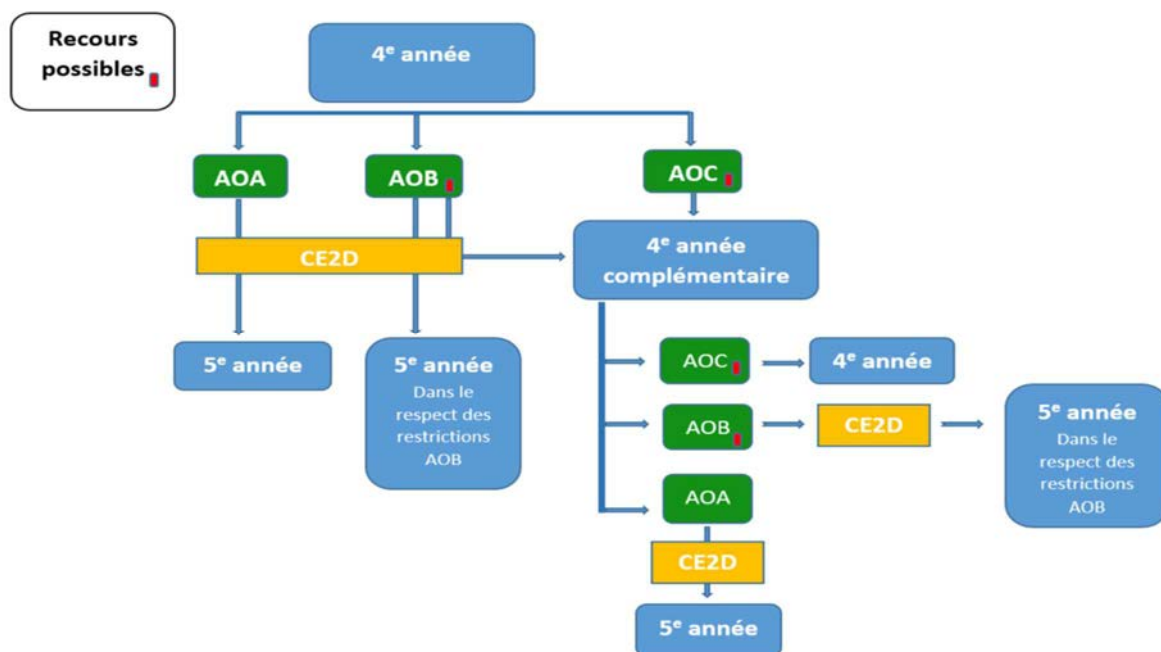 Recours
possibles
4e année
AOA
AOB
AOC
CE2D
4e année
complémentaire
5e année
5e année
Dans le
respect des
restrictions
AOB
AOC
4e année
AOB
CE2D
5e année
Dans le
respect des
restrictions
AOB
AOA
CE2D
5e année